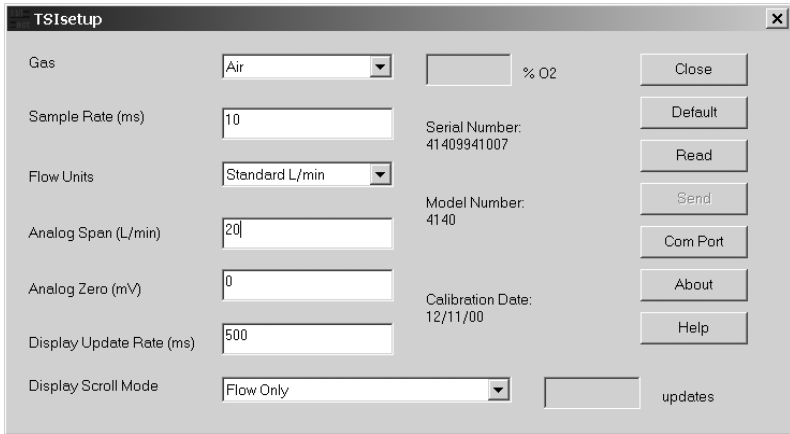 TSIsetup
Gas
Air
% O2
Close
Sample Rate (ms)
10
Serial Number:
41409941007
Default
Read
Flow Units
Standard L/min
Model Number:
4140
Send
Analog Span (L/min)
20
Com Port
Analog Zero (mV)
0
Calibration Date:
12/11/00
About
Display Update Rate (ms)
500
Help
Display Scroll Mode
Flow Only
updates